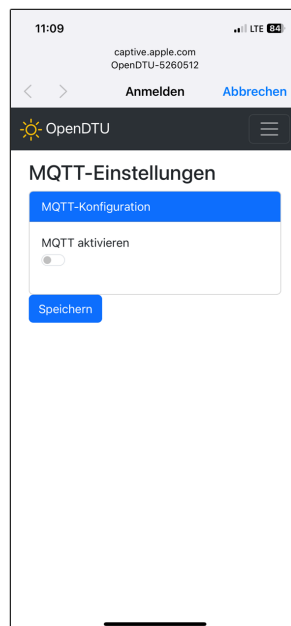 11:09
LTE 84
captive.apple.com
OpenDTU-5260512
Anmelden
Abbrechen
OpenDTU
MQTT-Einstellungen
MQTT-Konfiguration
MQTT aktivieren
Speichern